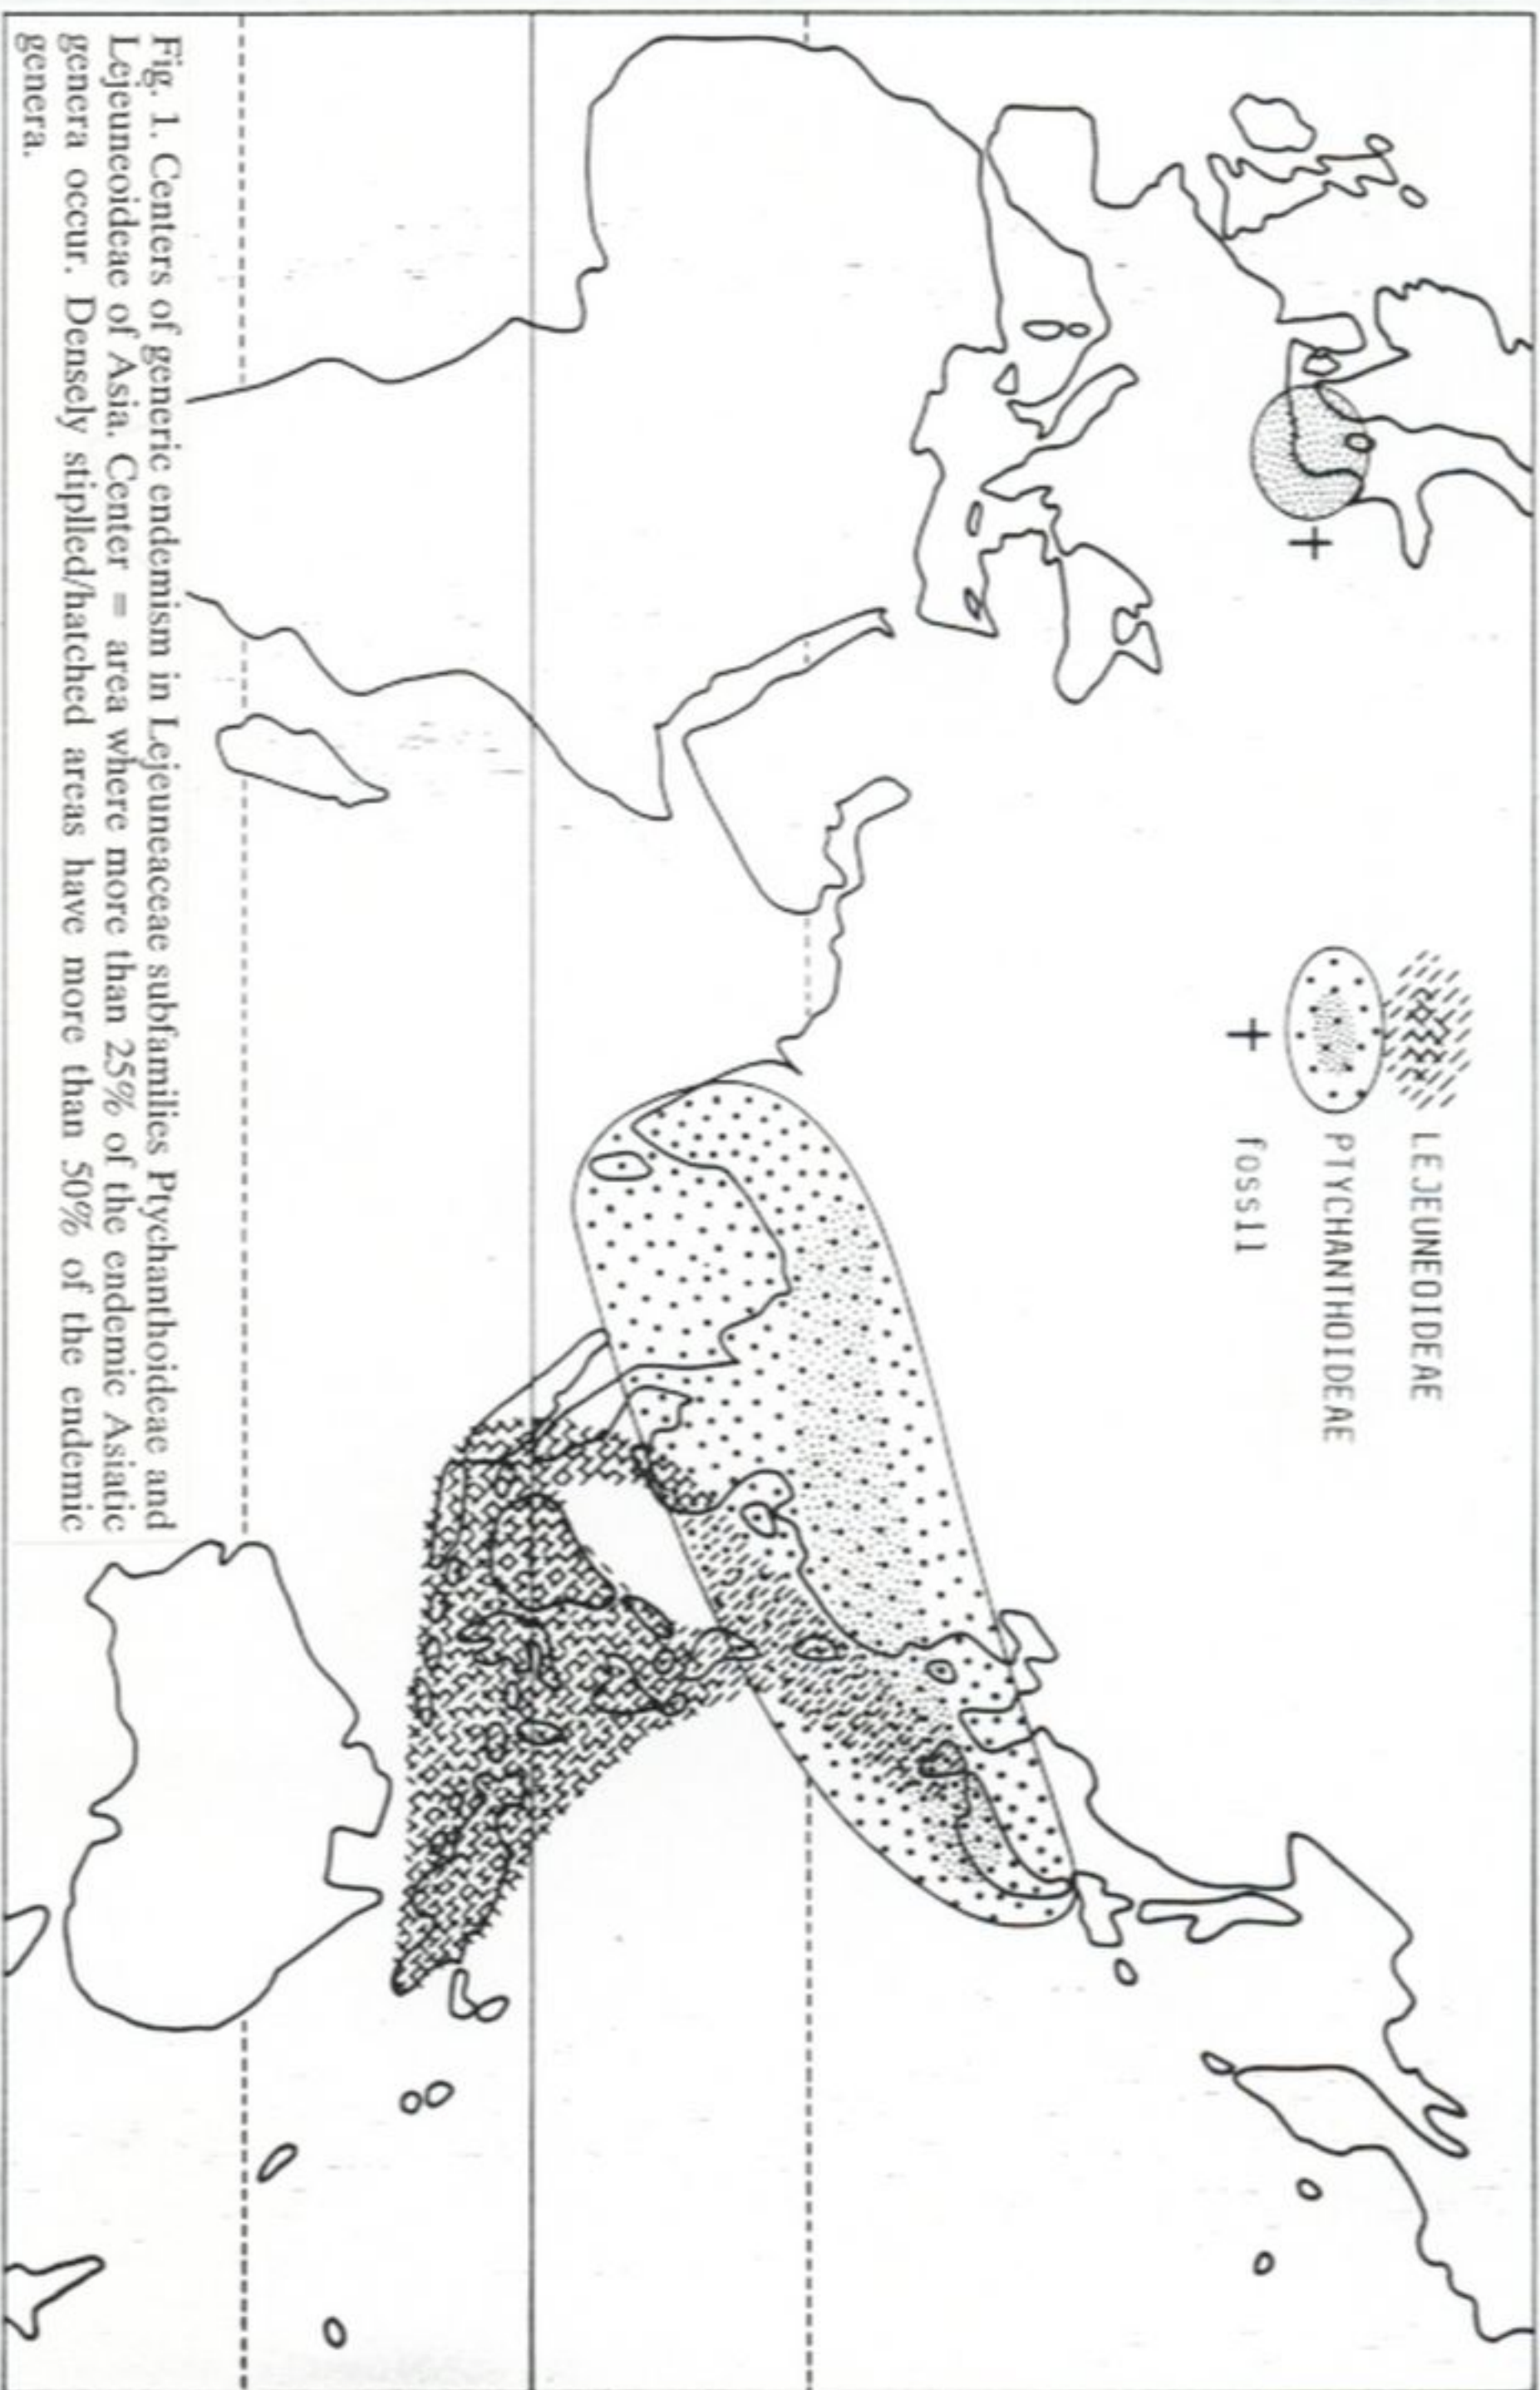 LEJEUNEOIDEAE
PTYCHANTHOIDEAE
+ fossil
+
Fig. 1. Centers of generic endemism in Lejeuneaceae subfamilies Ptychanthoideae and
Lejeuneoideae of Asia. Center = area where more than 25% of the endemic Asiatic
genera occur. Densely stiplled/hatched areas have more than 50% of the endemic
genera.